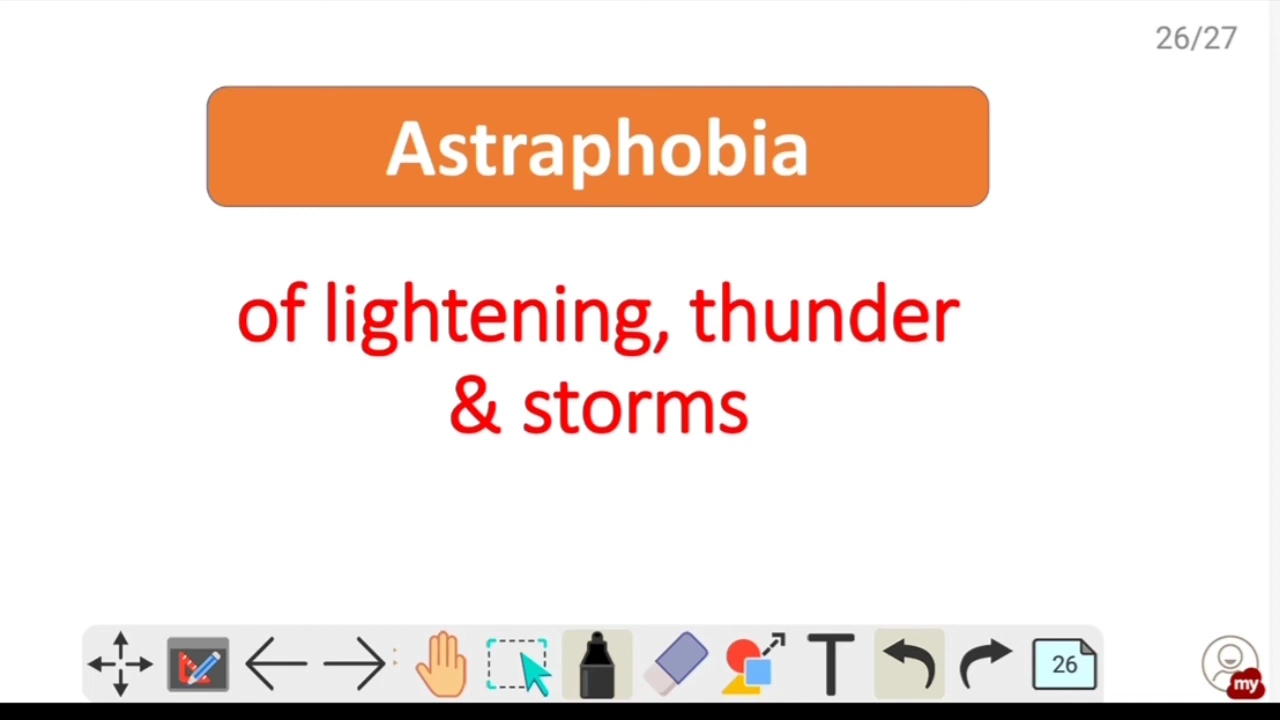 26/27
Astraphobia
of lightening, thunder
& storms
T
26
my